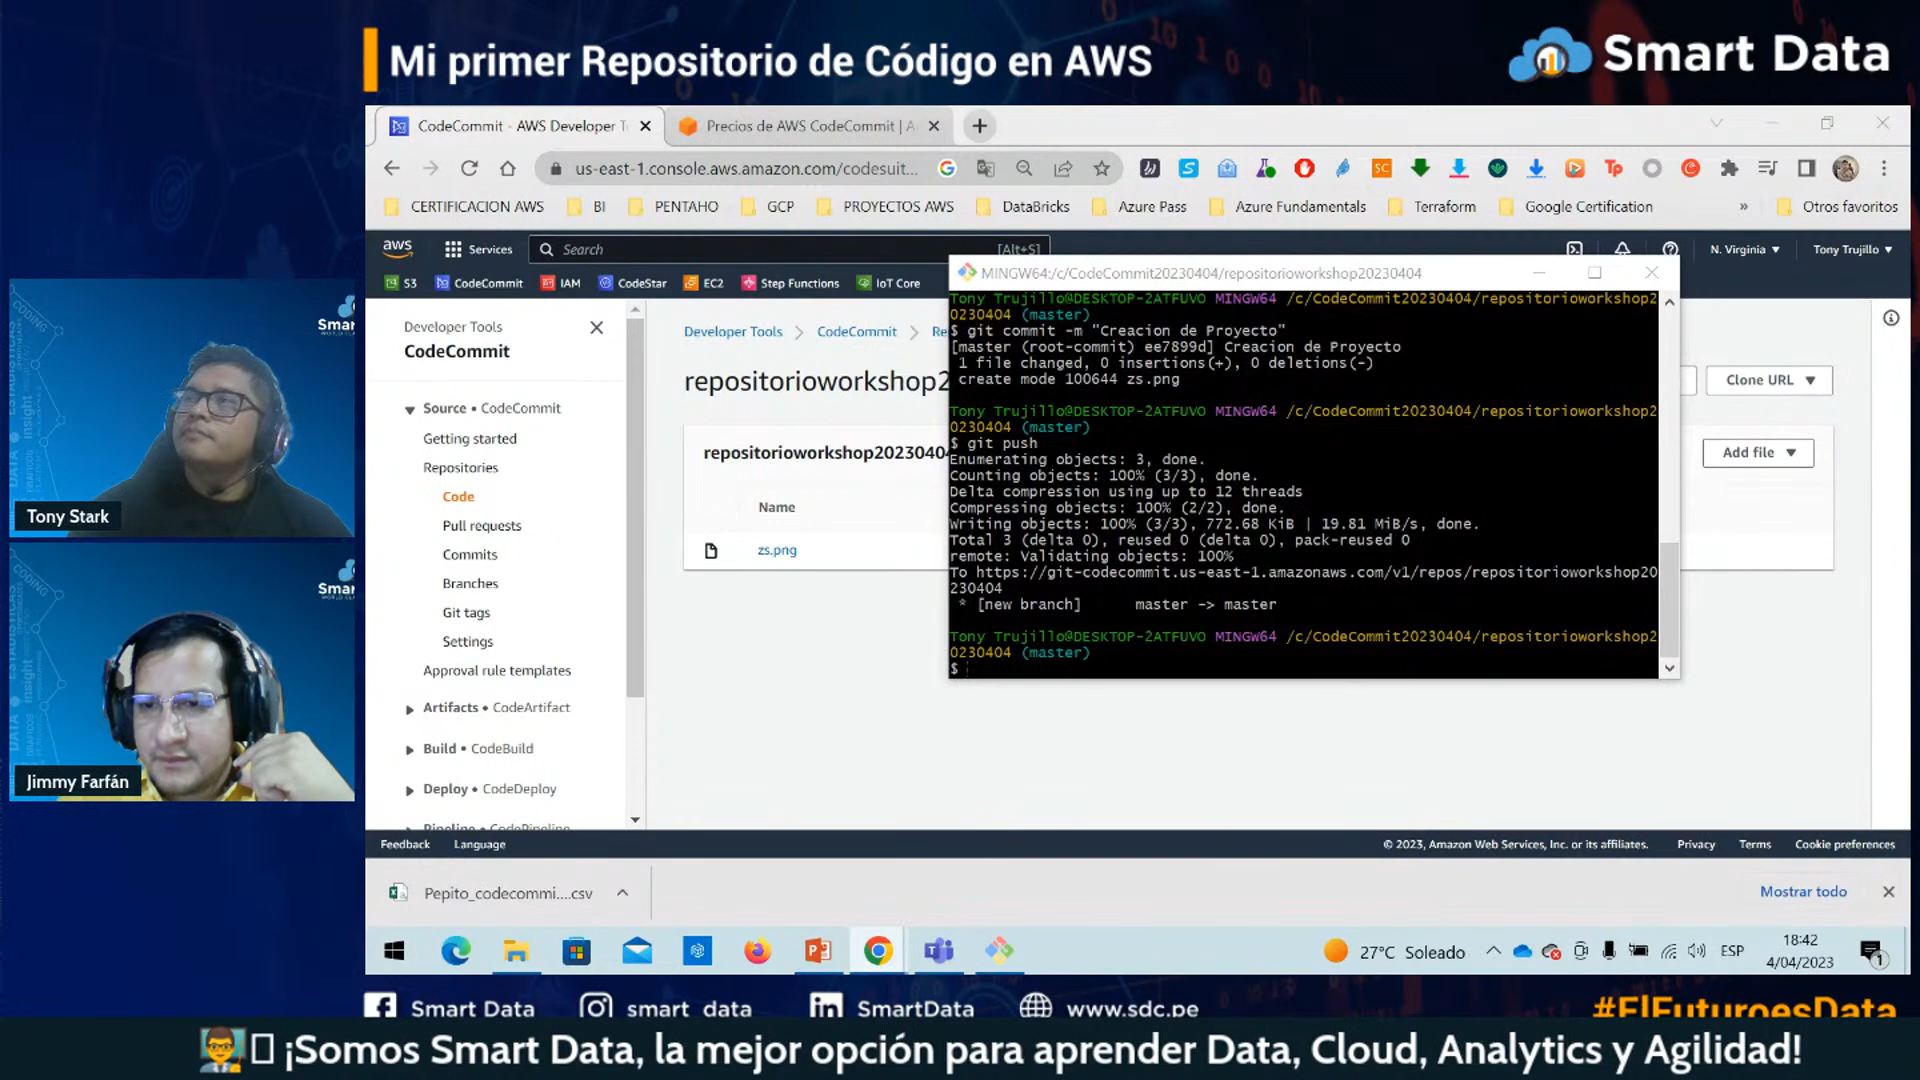 Mi primer Repositorio de Código en AWS
Smart Data
CodeCommit - AWS Developer T
Precios de AWS CodeCommit | A
us-east-1.console.aws.amazon.com/codesuit...
CERTIFICACION AWS
BI
PENTAHO
GCP
PROYECTOS AWS
DataBricks
Azure Pass
Azure Fundamentals
Terraform
Google Certification
»
Otros favoritos
aws
Services
Search
[Alt+S]
N. Virginia
Tony Trujillo
S3
CodeCommit
IAM
CodeStar
EC2
Step Functions
IoT Core
Developer Tools
CodeCommit
Source • CodeCommit
Getting started
Repositories
Code
Pull requests
Commits
Branches
Git tags
Settings
Approval rule templates
Artifacts • CodeArtifact
Build • CodeBuild
Deploy • CodeDeploy
Pipeline • CodePipeline
Developer Tools
CodeCommit
Re
repositorioworkshop2
Clone URL
repositorioworkshop20230404
Add file
Name
zs.png
MINGW64:/c/CodeCommit20230404/repositorioworkshop20230404
Tony Trujillo@DESKTOP-2ATFUVO MINGW64 /c/CodeCommit20230404/repositorioworkshop2
0230404 (master)
$ git commit -m "Creacion de Proyecto"
[master (root-commit) ee7899d] Creacion de Proyecto
1 file changed, 0 insertions(+), 0 deletions(-)
create mode 100644 zs.png
Tony Trujillo@DESKTOP-2ATFUVO MINGW64 /c/CodeCommit20230404/repositorioworkshop2
0230404 (master)
$ git push
Enumerating objects: 3, done.
Counting objects: 100% (3/3), done.
Delta compression using up to 12 threads
Compressing objects: 100% (2/2), done.
Writing objects: 100% (3/3), 772.68 KiB | 19.81 MiB/s, done.
Total 3 (delta 0), reused 0 (delta 0), pack-reused 0
remote: Validating objects: 100%
To https://git-codecommit.us-east-1.amazonaws.com/v1/repos/repositorioworkshop20
230404
* [new branch] master -> master
Tony Trujillo@DESKTOP-2ATFUVO MINGW64 /c/CodeCommit20230404/repositorioworkshop2
0230404 (master)
$
Tony Stark
Jimmy Farfán
Feedback
Language
© 2023, Amazon Web Services, Inc. or its affiliates.
Privacy
Terms
Cookie preferences
Pepito_codecommi....csv
Mostrar todo
27°C Soleado
ESP
18:42
4/04/2023
1
Smart Data
smart_data
SmartData
www.sdc.pe
#ElFuturoesData
¡Somos Smart Data, la mejor opción para aprender Data, Cloud, Analytics y Agilidad!